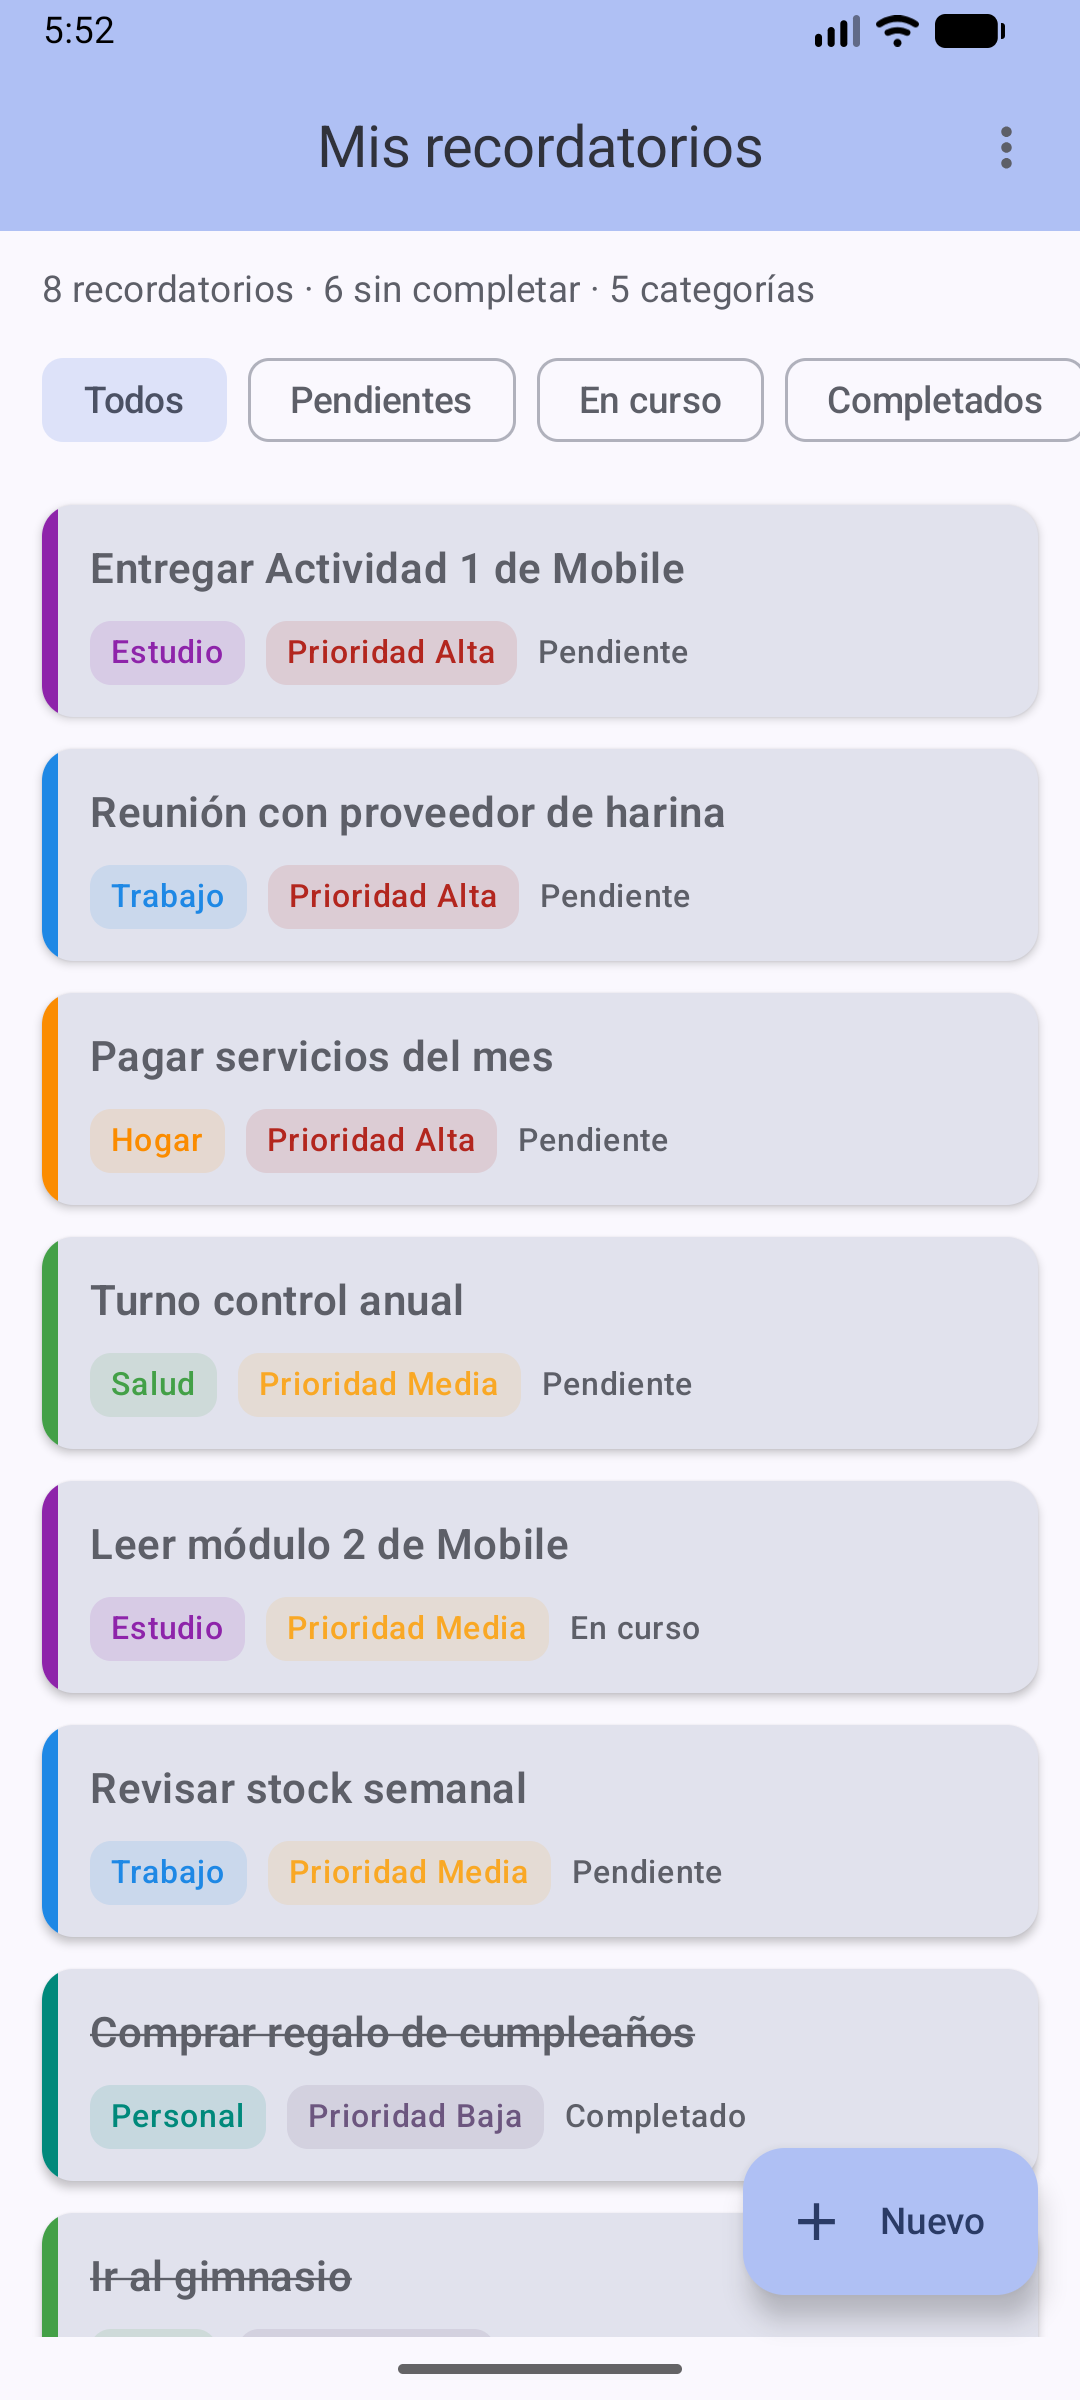 5:52
Mis recordatorios
8 recordatorios · 6 sin completar · 5 categorías
Todos Pendientes En curso Completados
Entregar Actividad 1 de Mobile
Estudio Prioridad Alta Pendiente
Reunión con proveedor de harina
Trabajo Prioridad Alta Pendiente
Pagar servicios del mes
Hogar Prioridad Alta Pendiente
Turno control anual
Salud Prioridad Media Pendiente
Leer módulo 2 de Mobile
Estudio Prioridad Media En curso
Revisar stock semanal
Trabajo Prioridad Media Pendiente
Comprar regalo de cumpleaños
Personal Prioridad Baja Completado
+ Nuevo
Ir al gimnasio